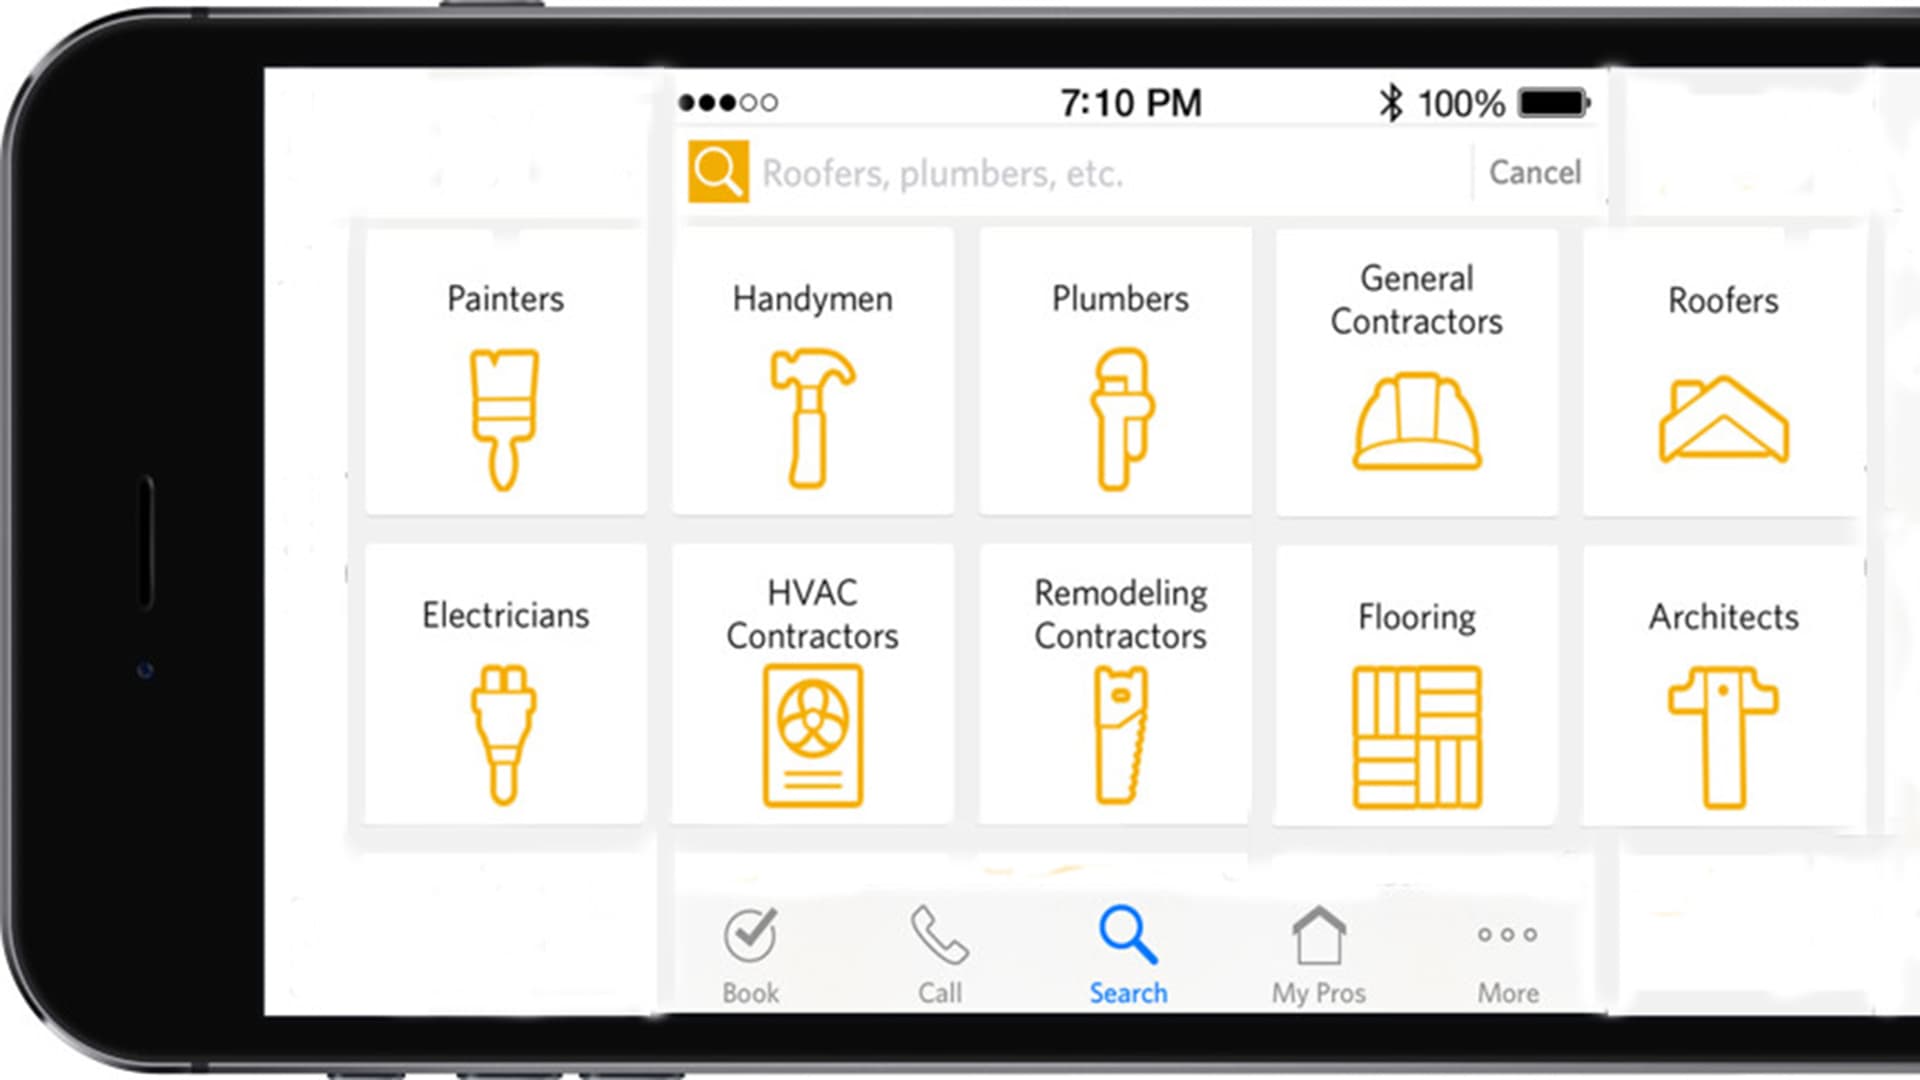 7:10 PM
100%
Roofers, plumbers, etc.
Cancel
Painters
Handymen
Plumbers
General
Contractors
Roofers
Electricians
HVAC
Contractors
Remodeling
Contractors
Flooring
Architects
Book
Call
Search
My Pros
More